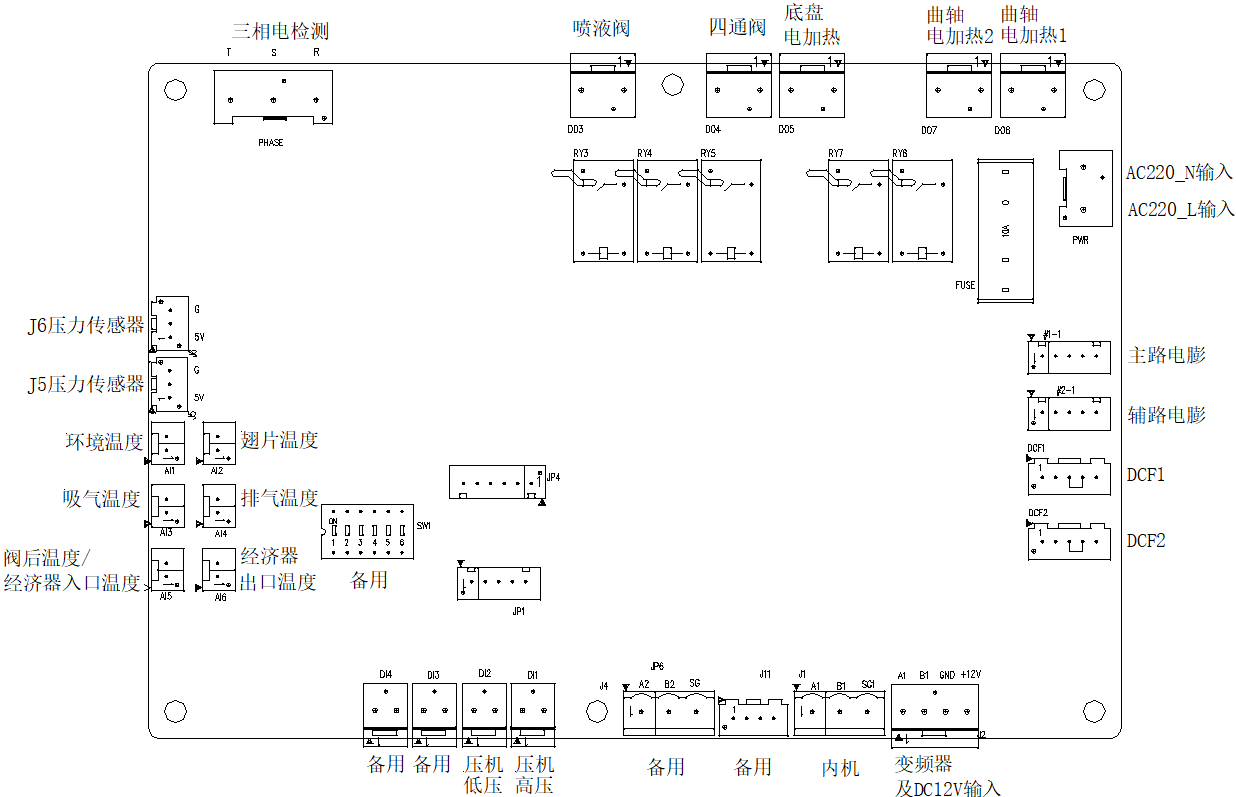 三相电检测
T S R
PHASE
喷液阀
DO3
四通阀
DO4
底盘
电加热
DO5
曲轴
电加热2
DO7
曲轴
电加热1
DO8
1
1
1
1
1
RY3
RY4
RY5
RY7
RY6
FUSE
10A
AC220_N输入
AC220_L输入
PWR
J6压力传感器
G
5V
1
J5压力传感器
G
5V
1
环境温度
AI1
翅片温度
AI2
吸气温度
AI3
排气温度
AI4
阀后温度/
经济器入口温度
AI5
经济器
出口温度
AI6
ON
1 2 3 4 5 6
SW1
备用
1
JP4
JP1
主路电膨
辅路电膨
DCF1
1
DCF1
DCF2
1
DCF2
DI4
备用
DI3
备用
DI2
压机
低压
DI1
压机
高压
J4
JP6
A2 B2 SG
备用
J11
1
备用
J1
A1 B1 SG1
内机
A1 B1 GND +12V
J2
变频器
及DC12V输入